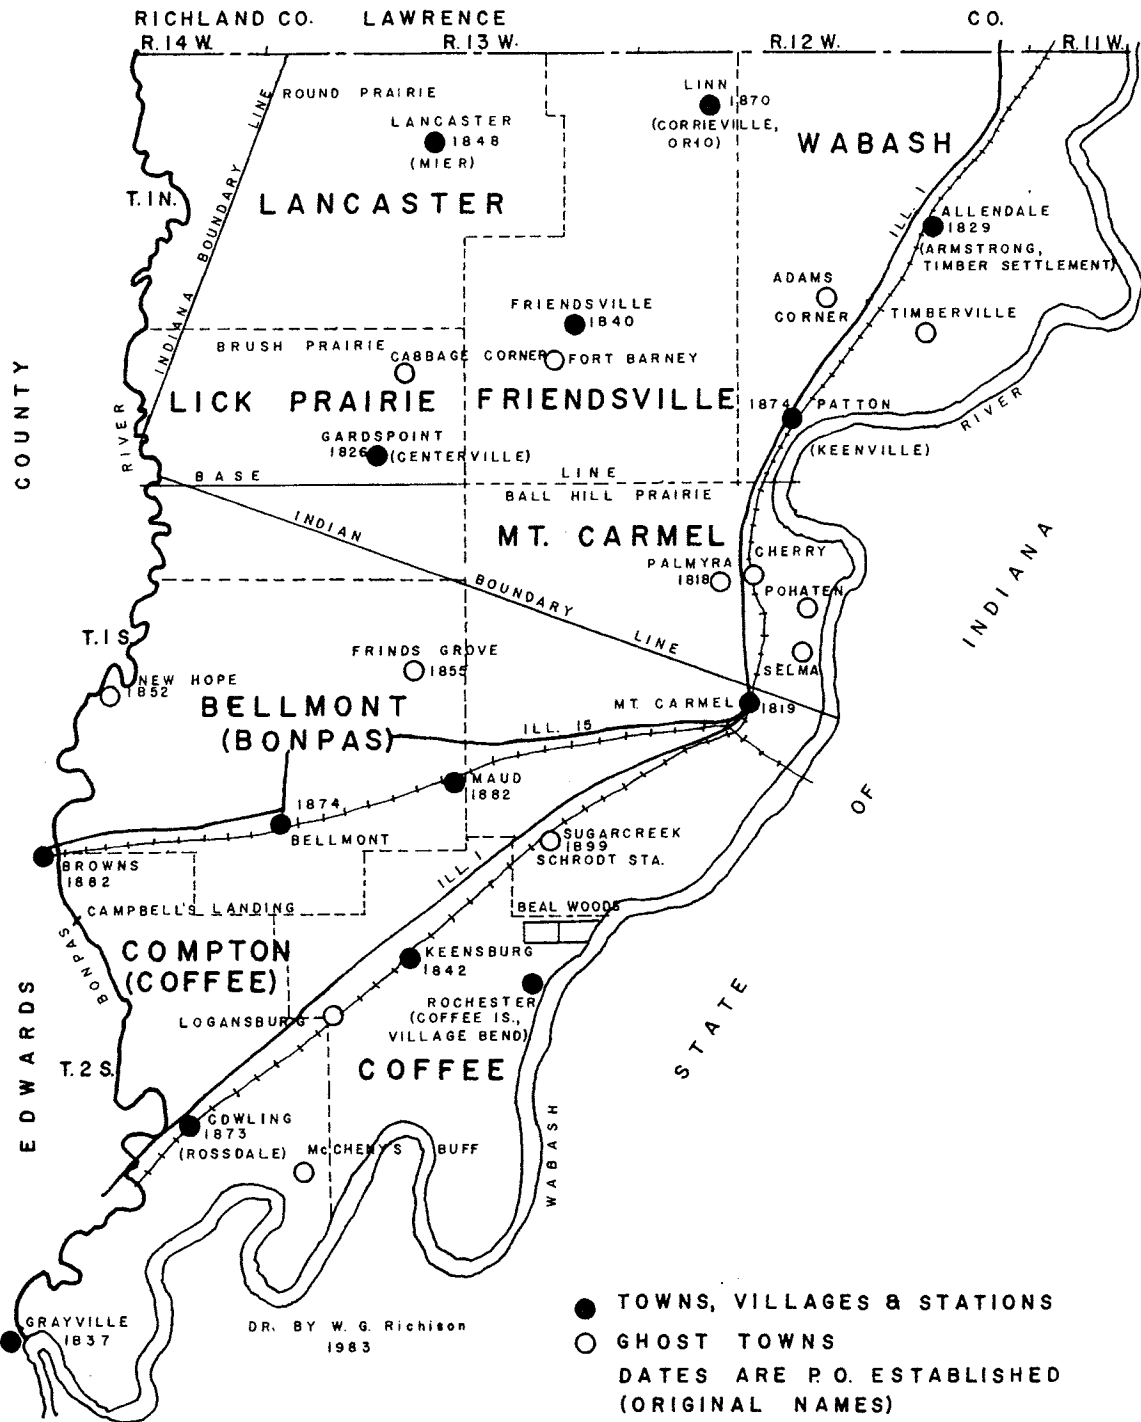 RICHLAND CO. LAWRENCE CO.
R.14 W. R.13 W. R.12 W. R.11 W.
ROUND PRAIRIE
LINN
1870
(CORRIEVILLE,
ORIO)
LANCASTER
1848
(MIER)
WABASH
INDIANA BOUNDARY LINE
T.1N.
LANCASTER
ILL. 1
ALLENDALE
1829
(ARMSTRONG,
TIMBER SETTLEMENT)
ADAMS
CORNER
TIMBERVILLE
FRIENDSVILLE
1840
BRUSH PRAIRIE
CABBAGE CORNER
FORT BARNEY
LICK PRAIRIE
FRIENDSVILLE
1874 PATTON
(KEENVILLE)
RIVER
RIVER
GARDSPOINT
1826 (CENTERVILLE)
BASE LINE
BALL HILL PRAIRIE
INDIAN BOUNDARY LINE
MT. CARMEL
CHERRY
PALMYRA
1818
POHATEN
SELMA
T.1 S.
FRINDS GROVE
1855
NEW HOPE
1852
BELLMONT
(BONPAS)
MT. CARMEL
1819
ILL. 15
MAUD
1882
1874
BELLMONT
BROWNS
1882
SUGARCREEK
1899
SCHRODT STA.
ILL. 1
CAMPBELL'S LANDING
BEAL WOODS
BONPAS
COMPTON
(COFFEE)
KEENSBURG
1842
ROCHESTER
(COFFEE IS.,
VILLAGE BEND)
LOGANSBURG
T.2 S.
COFFEE
COWLING
1873
(ROSSDALE)
McCHENY'S BUFF
WABASH
EDWARDS COUNTY
STATE OF INDIANA
GRAYVILLE
1837
DR. BY W. G. Richison
1983
TOWNS, VILLAGES & STATIONS
GHOST TOWNS
DATES ARE P.O. ESTABLISHED
(ORIGINAL NAMES)